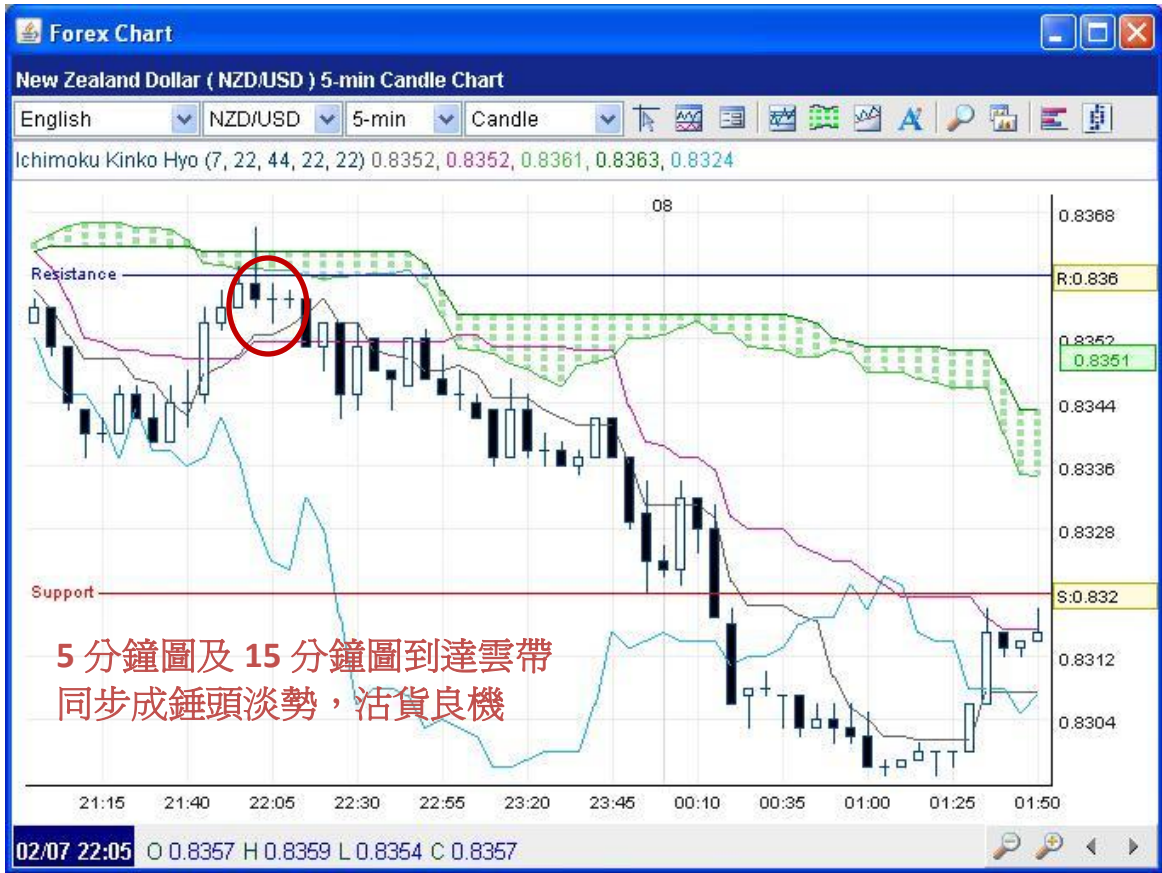 Forex Chart
New Zealand Dollar ( NZD/USD ) 5-min Candle Chart
English NZD/USD 5-min Candle
Ichimoku Kinko Hyo (7, 22, 44, 22, 22) 0.8352, 0.8352, 0.8361, 0.8363, 0.8324
08
0.8368
Resistance
R:0.836
0.8352
0.8351
0.8344
0.8336
0.8328
Support
S:0.832
5 分鐘圖及 15 分鐘圖到達雲帶
同步成錘頭淡勢，沽貨良機
0.8312
0.8304
21:15 21:40 22:05 22:30 22:55 23:20 23:45 00:10 00:35 01:00 01:25 01:50
02/07 22:05 O 0.8357 H 0.8359 L 0.8354 C 0.8357